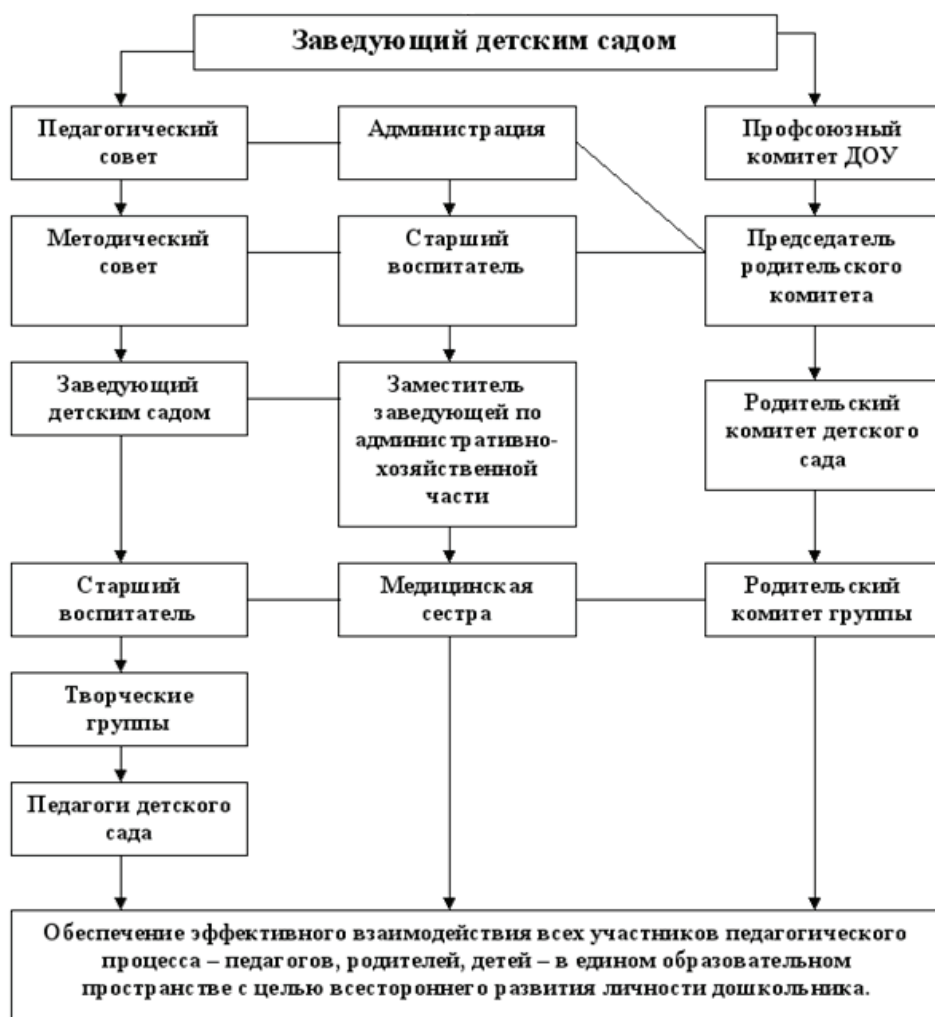 Заведующий детским садом
Педагогический
совет
Администрация
Профсоюзный
комитет ДОУ
Методический
совет
Старший
воспитатель
Председатель
родительского
комитета
Заведующий
детским садом
Заместитель
заведующей по
административно-
хозяйственной
части
Родительский
комитет детского
сада
Старший
воспитатель
Медицинская
сестра
Родительский
комитет группы
Творческие
группы
Педагоги детского
сада
Обеспечение эффективного взаимодействия всех участников педагогического
процесса – педагогов, родителей, детей – в едином образовательном
пространстве с целью всестороннего развития личности дошкольника.